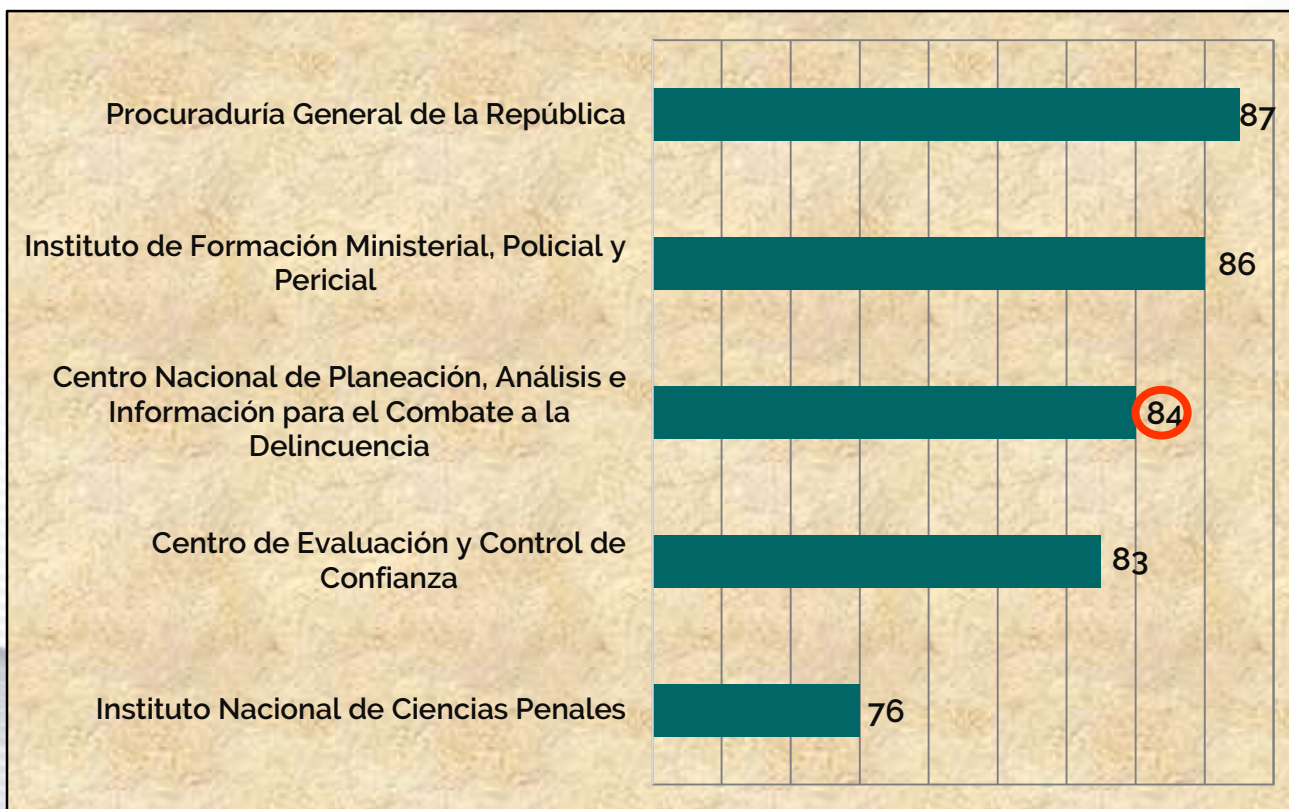 Procuraduría General de la República
87
Instituto de Formación Ministerial, Policial y
Pericial
86
Centro Nacional de Planeación, Análisis e
Información para el Combate a la
Delincuencia
84
Centro de Evaluación y Control de
Confianza
83
Instituto Nacional de Ciencias Penales
76